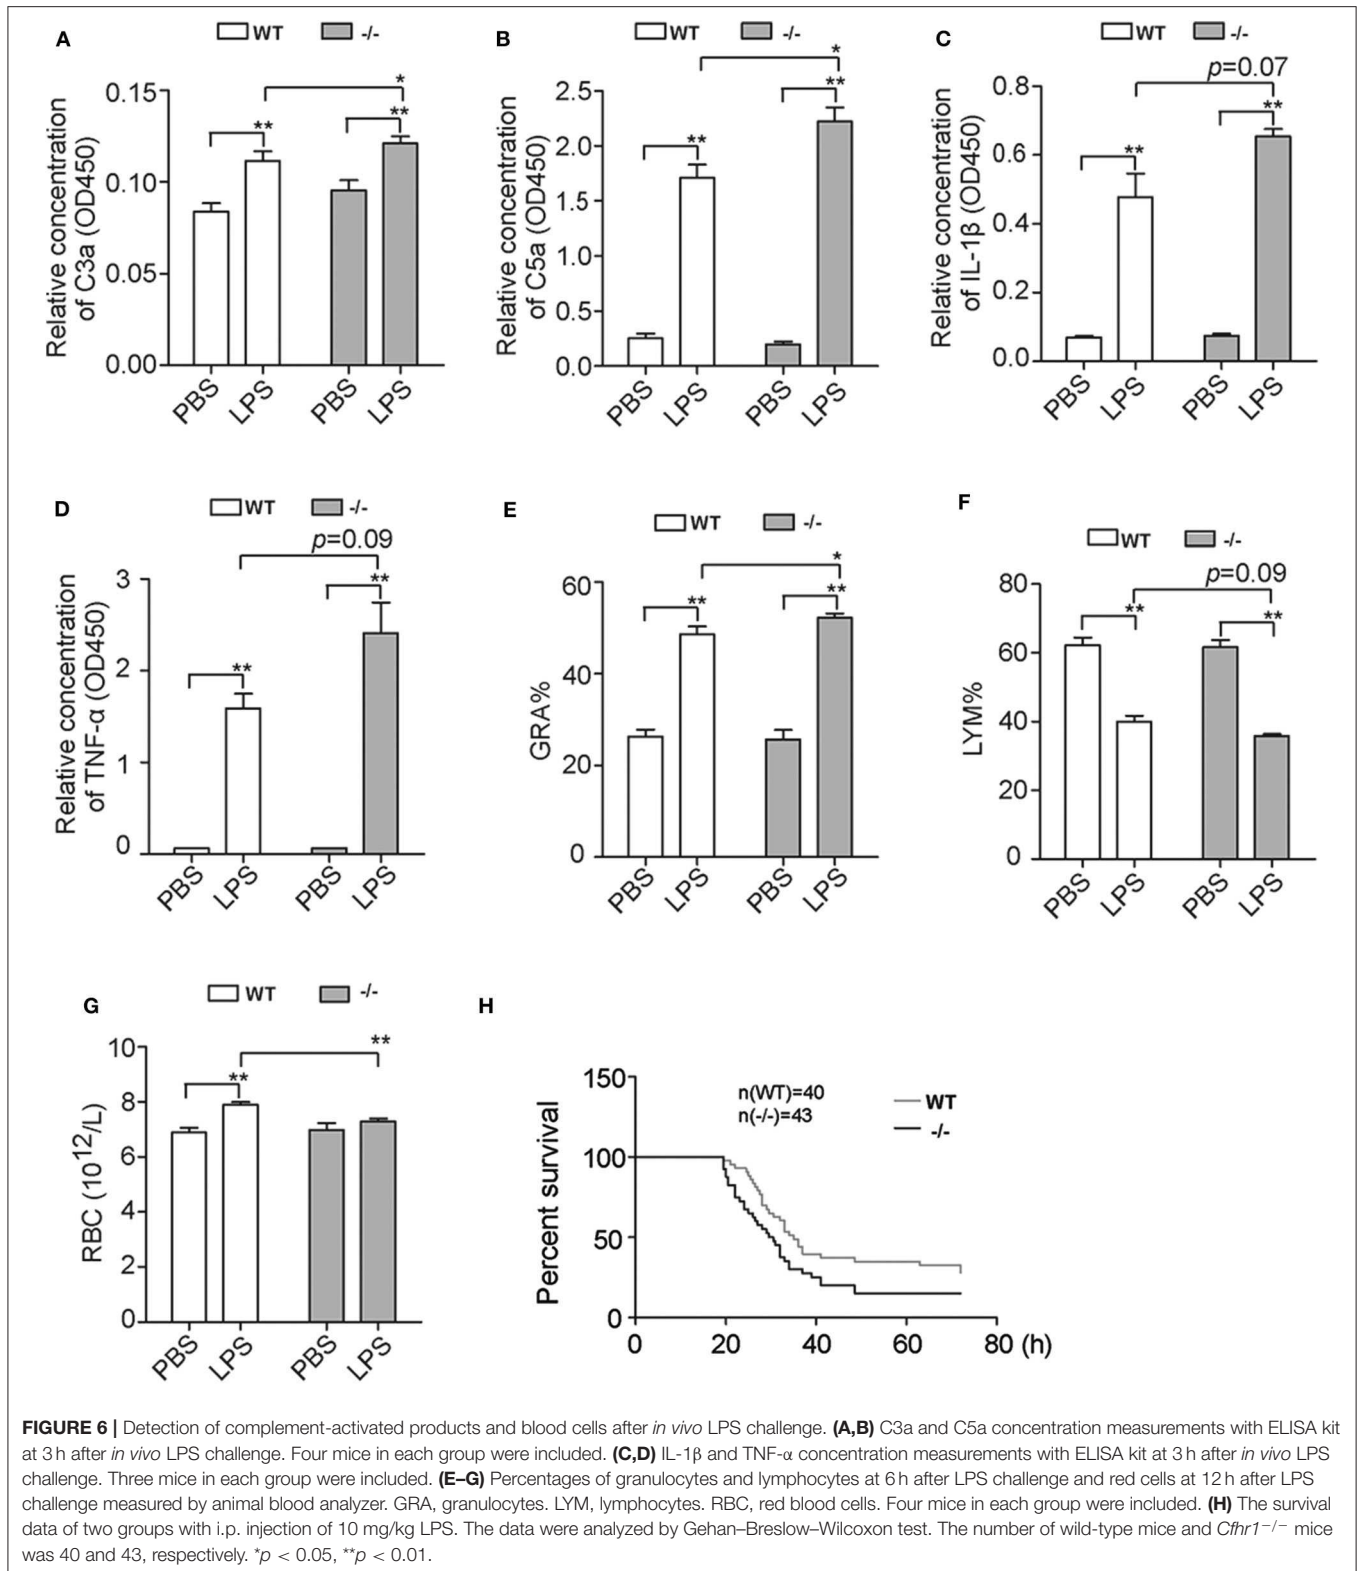 A
WT -/-
*
** **
Relative concentration
of C3a (OD450)
0.15
0.10
0.05
0.00
PBS LPS PBS LPS
B
WT -/-
*
** **
Relative concentration
of C5a (OD450)
2.5
2.0
1.5
1.0
0.5
0.0
PBS LPS PBS LPS
C
WT -/-
p=0.07
** **
Relative concentration
of IL-1β (OD450)
0.8
0.6
0.4
0.2
0.0
PBS LPS PBS LPS
D
WT -/-
p=0.09
** **
Relative concentration
of TNF-α (OD450)
3
2
1
0
PBS LPS PBS LPS
E
WT -/-
*
** **
GRA%
60
40
20
0
PBS LPS PBS LPS
F
WT -/-
p=0.09
** **
LYM%
80
60
40
20
0
PBS LPS PBS LPS
G
WT -/-
**
**
RBC (10¹²/L)
10
8
6
4
2
0
PBS LPS PBS LPS
H
n(WT)=40
n(-/-)=43
WT
-/-
Percent survival
150
100
50
0
0 20 40 60 80 (h)
FIGURE 6 | Detection of complement-activated products and blood cells after in vivo LPS challenge. (A,B) C3a and C5a concentration measurements with ELISA kit
at 3 h after in vivo LPS challenge. Four mice in each group were included. (C,D) IL-1β and TNF-α concentration measurements with ELISA kit at 3 h after in vivo LPS
challenge. Three mice in each group were included. (E–G) Percentages of granulocytes and lymphocytes at 6 h after LPS challenge and red cells at 12 h after LPS
challenge measured by animal blood analyzer. GRA, granulocytes. LYM, lymphocytes. RBC, red blood cells. Four mice in each group were included. (H) The survival
data of two groups with i.p. injection of 10 mg/kg LPS. The data were analyzed by Gehan–Breslow–Wilcoxon test. The number of wild-type mice and Cfhr1⁻/⁻ mice
was 40 and 43, respectively. *p < 0.05, **p < 0.01.